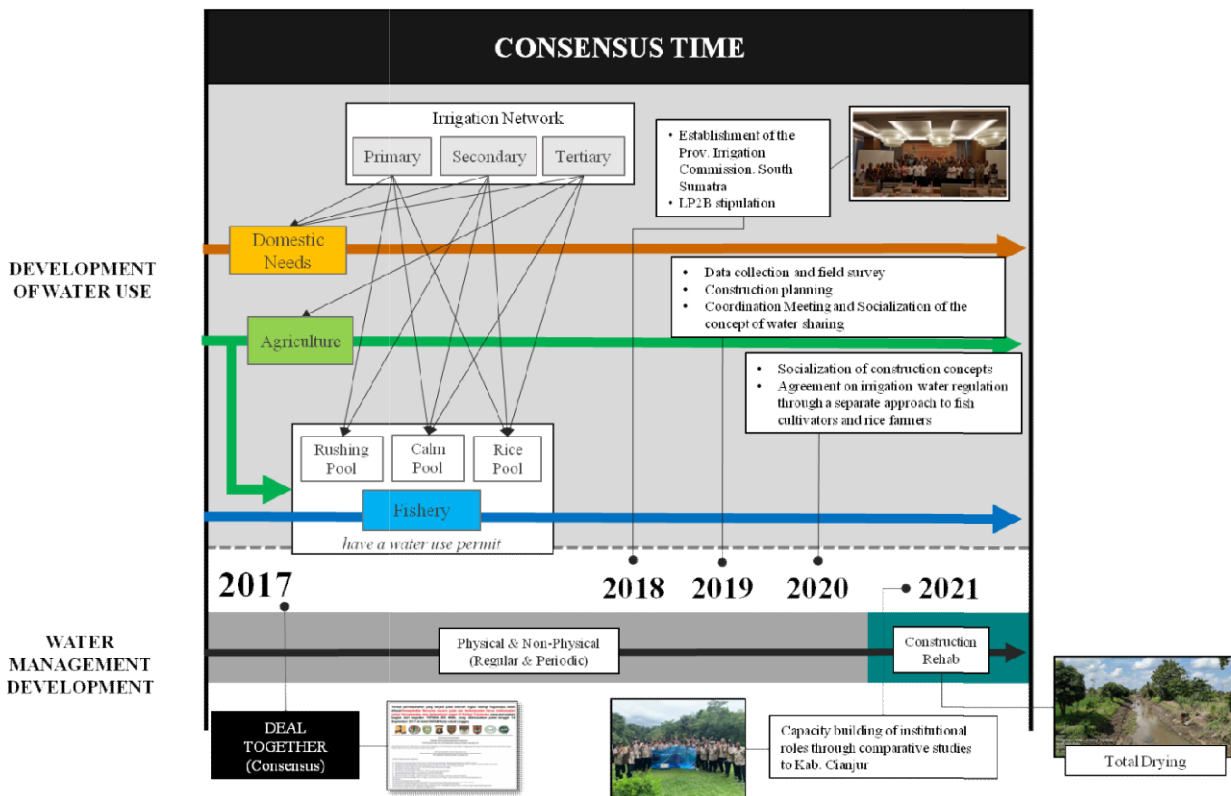 CONSENSUS TIME
Irrigation Network
Primary
Secondary
Tertiary
• Establishment of the
Prov. Irrigation
Commission. South
Sumatra
• LP2B stipulation
DEVELOPMENT
OF WATER USE
Domestic
Needs
• Data collection and field survey
• Construction planning
• Coordination Meeting and Socialization of the
concept of water sharing
Agriculture
• Socialization of construction concepts
• Agreement on irrigation water regulation
through a separate approach to fish
cultivators and rice farmers
Rushing
Pool
Calm
Pool
Rice
Pool
Fishery
have a water use permit
2017
2018
2019
2020
2021
WATER
MANAGEMENT
DEVELOPMENT
Physical & Non-Physical
(Regular & Periodic)
Construction
Rehab
DEAL
TOGETHER
(Consensus)
Capacity building of institutional
roles through comparative studies
to Kab. Cianjur
Total Drying